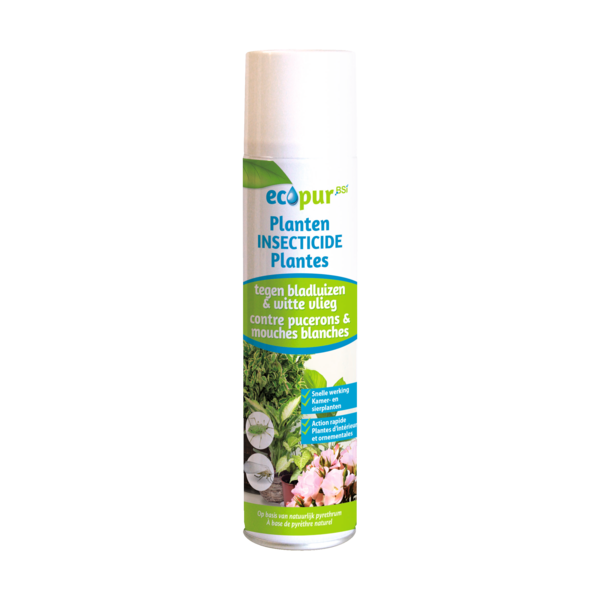 ecopur BSI
Planten
INSECTICIDE
Plantes
tegen bladluizen
& witte vlieg
contre pucerons &
mouches blanches
Snelle werking
Kamer- en
sierplanten
Action rapide
Plantes d'intérieur
et ornementales
Op basis van natuurlijk pyrethrum
A base de pyrèthre naturel